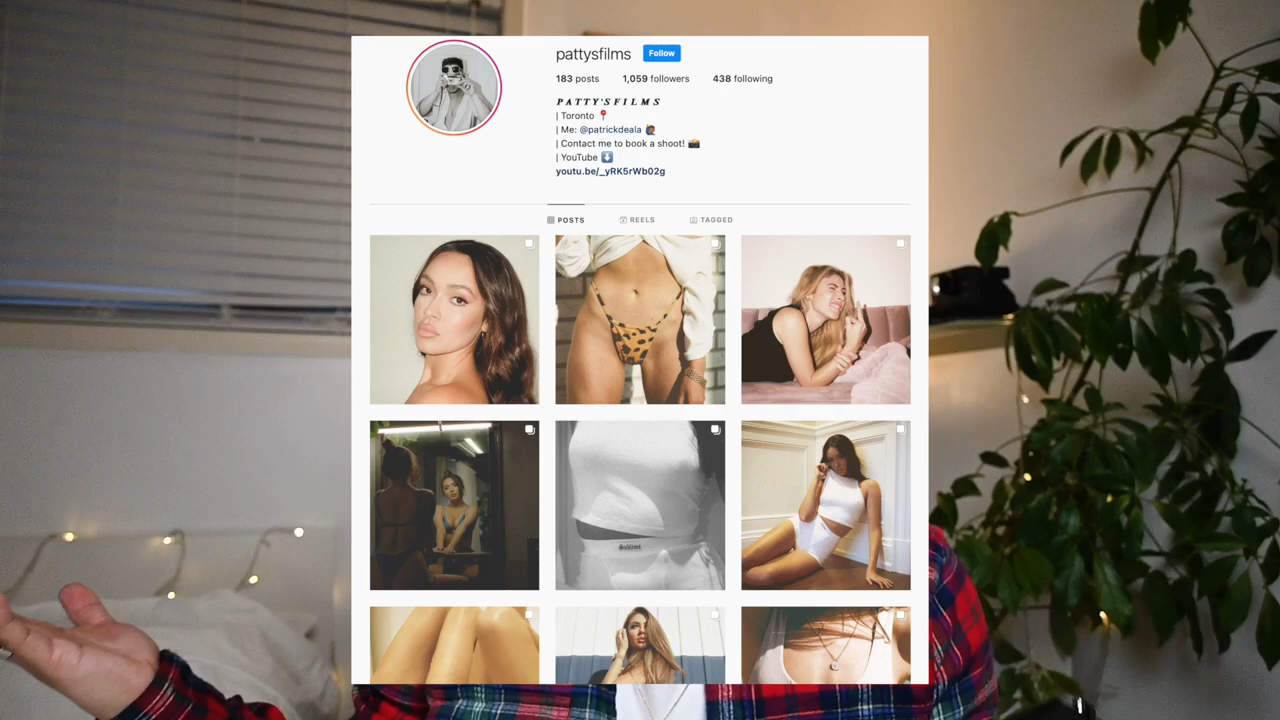 pattysfilms Follow
183 posts 1,059 followers 438 following
PATTY'SFILMS
| Toronto 📍
| Me: @patrickdeala 🙋🏽‍♂️
| Contact me to book a shoot! 📸
| YouTube ⬇️
youtu.be/_yRK5rWb02g
POSTS REELS TAGGED